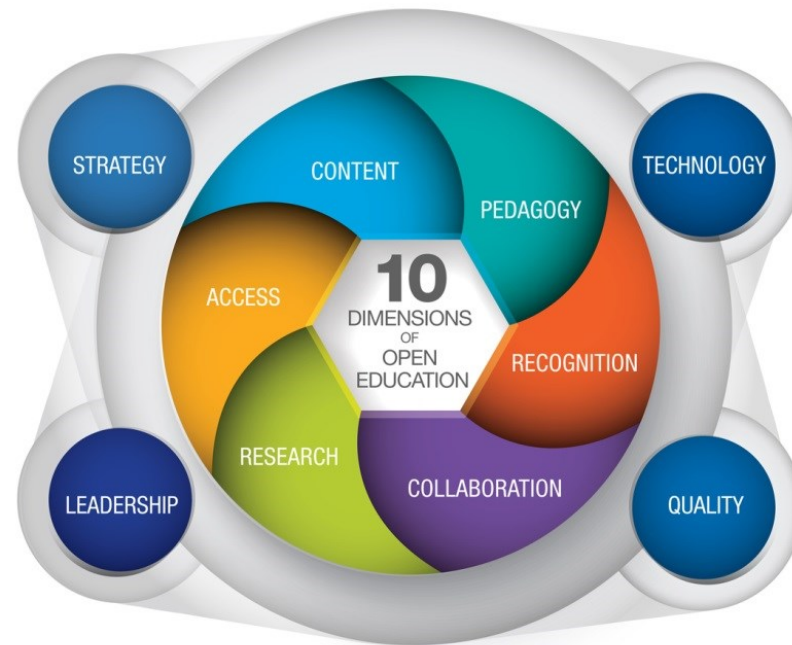 STRATEGY
TECHNOLOGY
CONTENT
PEDAGOGY
ACCESS
10
DIMENSIONS
OF
OPEN
EDUCATION
RECOGNITION
RESEARCH
COLLABORATION
LEADERSHIP
QUALITY